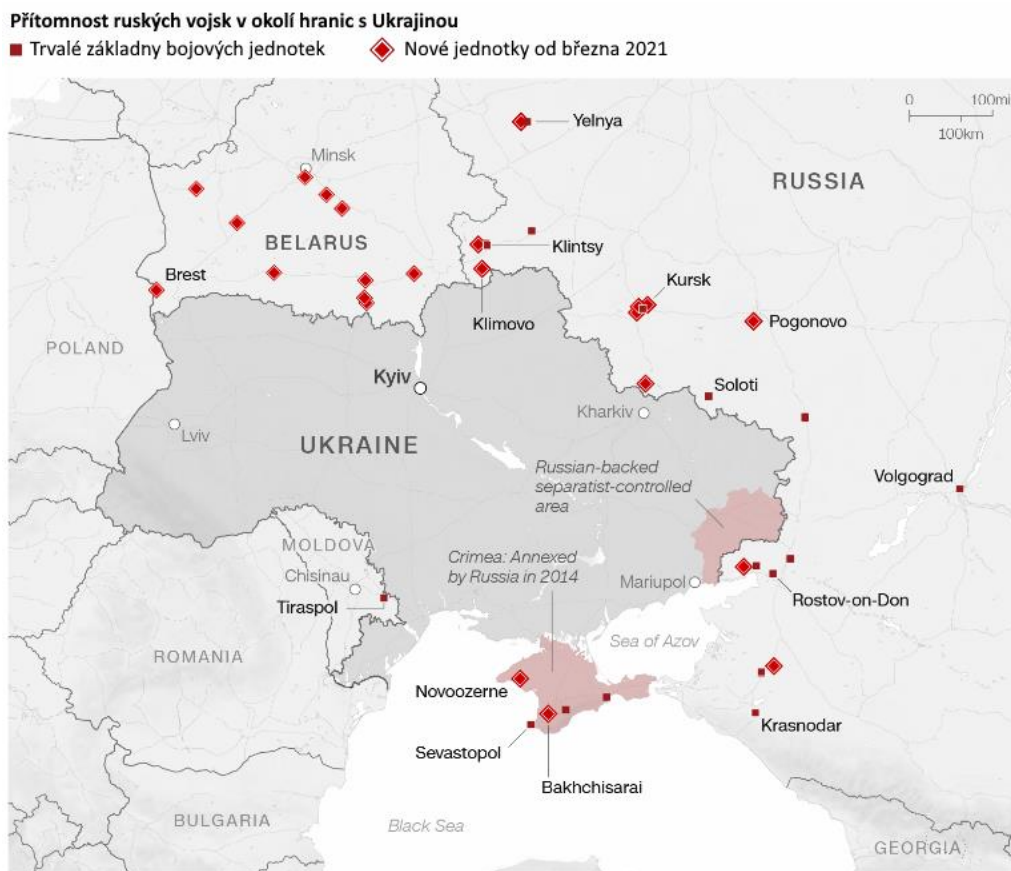 Přítomnost ruských vojsk v okolí hranic s Ukrajinou
Trvalé základny bojových jednotek
Nové jednotky od března 2021
0 100mi
100km
Yelnya
Minsk
RUSSIA
BELARUS
Klintsy
Brest
Kursk
Klimovo
Pogonovo
POLAND
Kyiv
Soloti
Kharkiv
Lviv
UKRAINE
Russian-backed
separatist-controlled
area
Volgograd
MOLDOVA
Crimea: Annexed
by Russia in 2014
Chisinau
Mariupol
Tiraspol
Rostov-on-Don
Sea of Azov
ROMANIA
Novoozerne
Krasnodar
Sevastopol
Bakhchisarai
BULGARIA
Black Sea
GEORGIA